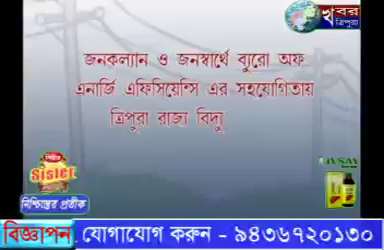 খবর
ত্রিপুরা
জনকল্যান ও জনস্বার্থে ব্যুরো অফ
এনার্জি এফিসিয়েন্সি এর সহযোগিতায়
ত্রিপুরা রাজ্য বিদ্যু
Sister
নিশ্চিন্তের প্রতীক
বিজ্ঞাপন যোগাযোগ করুন - ৯৪৩৬৭২০১৩০